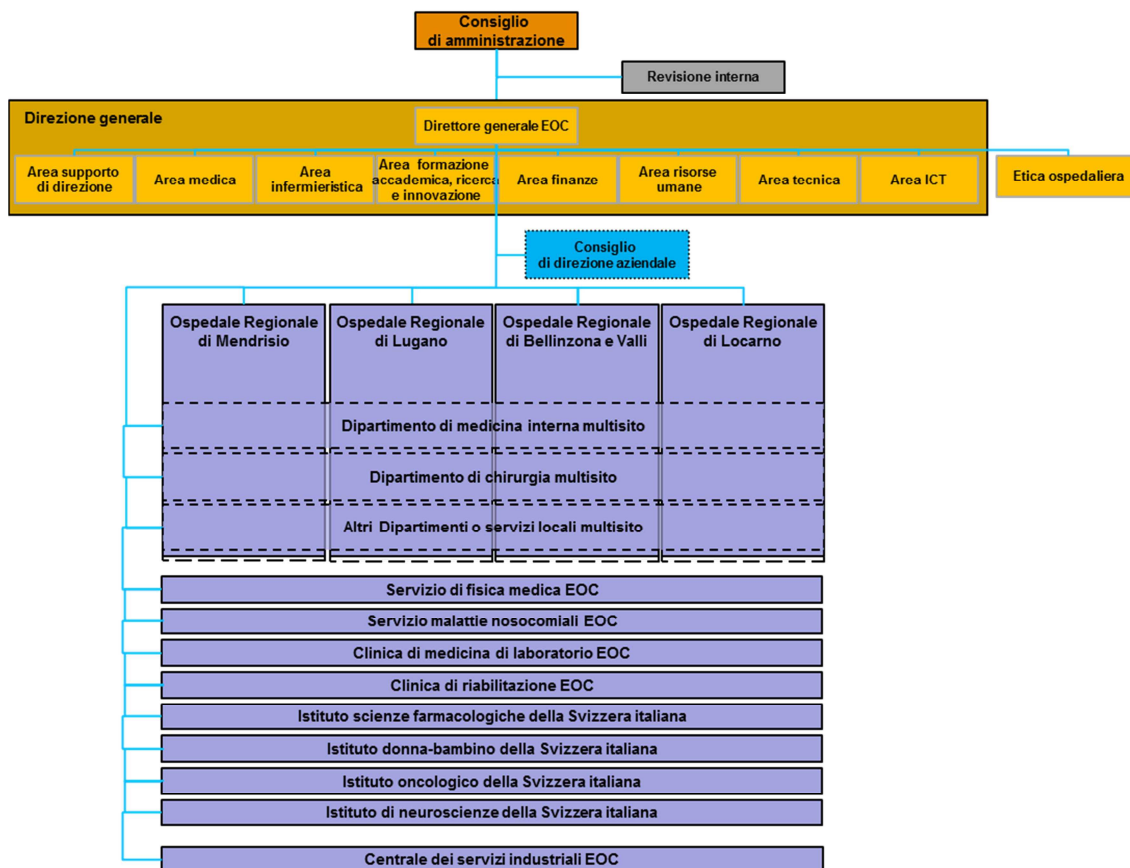 Consiglio
di amministrazione
Revisione interna
Direzione generale
Direttore generale EOC
Area supporto
di direzione
Area medica
Area
infermieristica
Area formazione
accademica, ricerca
e innovazione
Area finanze
Area risorse
umane
Area tecnica
Area ICT
Etica ospedaliera
Consiglio
di direzione aziendale
Ospedale Regionale
di Mendrisio
Ospedale Regionale
di Lugano
Ospedale Regionale
di Bellinzona e Valli
Ospedale Regionale
di Locarno
Dipartimento di medicina interna multisito
Dipartimento di chirurgia multisito
Altri Dipartimenti o servizi locali multisito
Servizio di fisica medica EOC
Servizio malattie nosocomiali EOC
Clinica di medicina di laboratorio EOC
Clinica di riabilitazione EOC
Istituto scienze farmacologiche della Svizzera italiana
Istituto donna-bambino della Svizzera italiana
Istituto oncologico della Svizzera italiana
Istituto di neuroscienze della Svizzera italiana
Centrale dei servizi industriali EOC